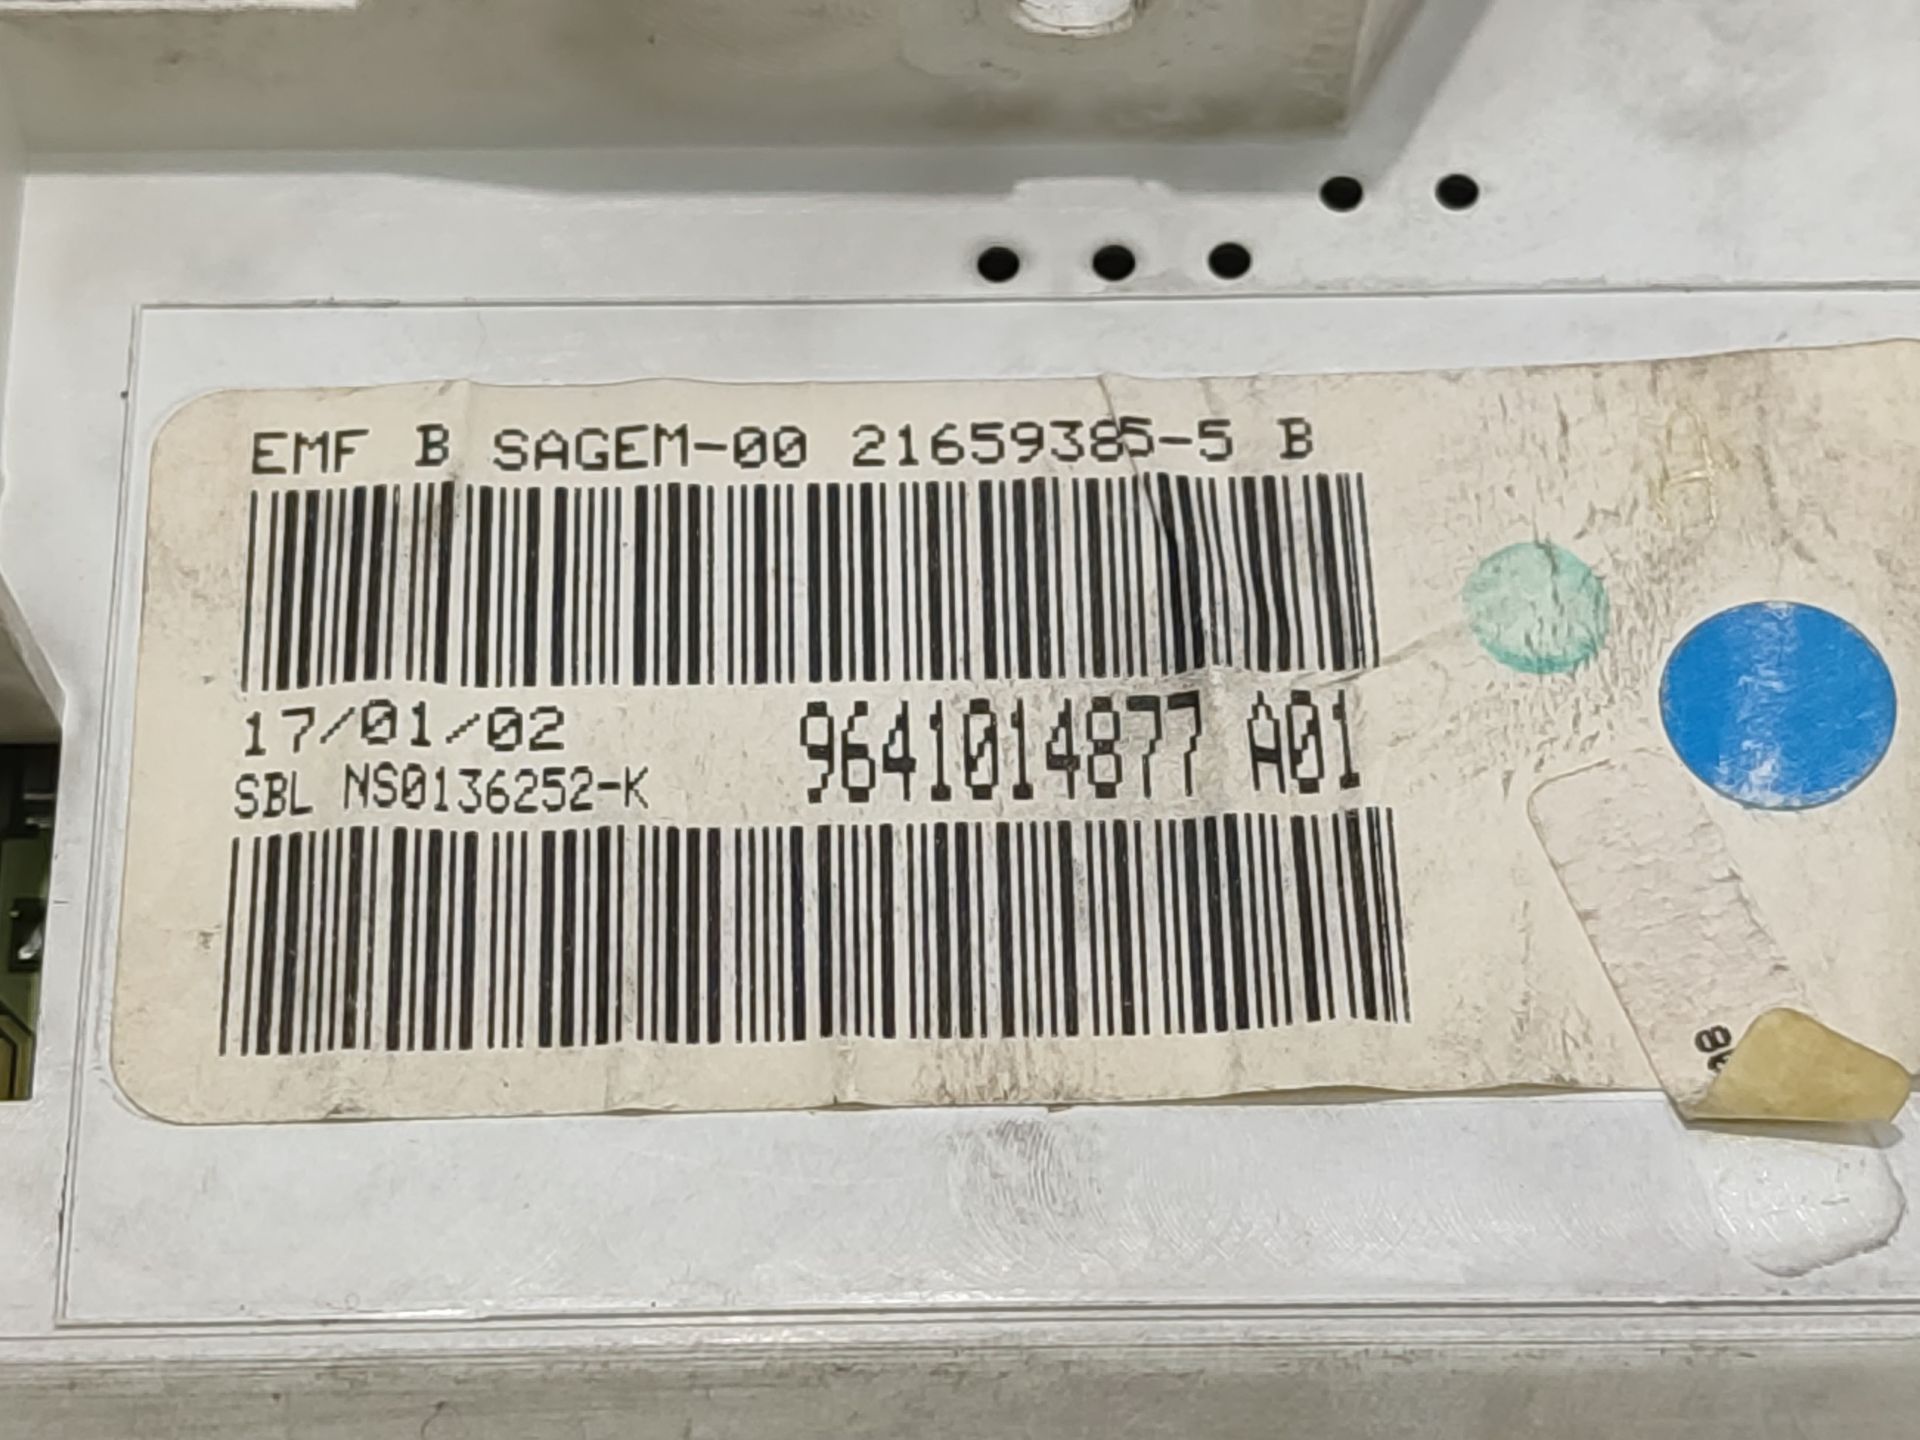 EMF B SAGEM-00 21659385-5 B
17/01/02 9641014877 A01
SBL NS0136252-K